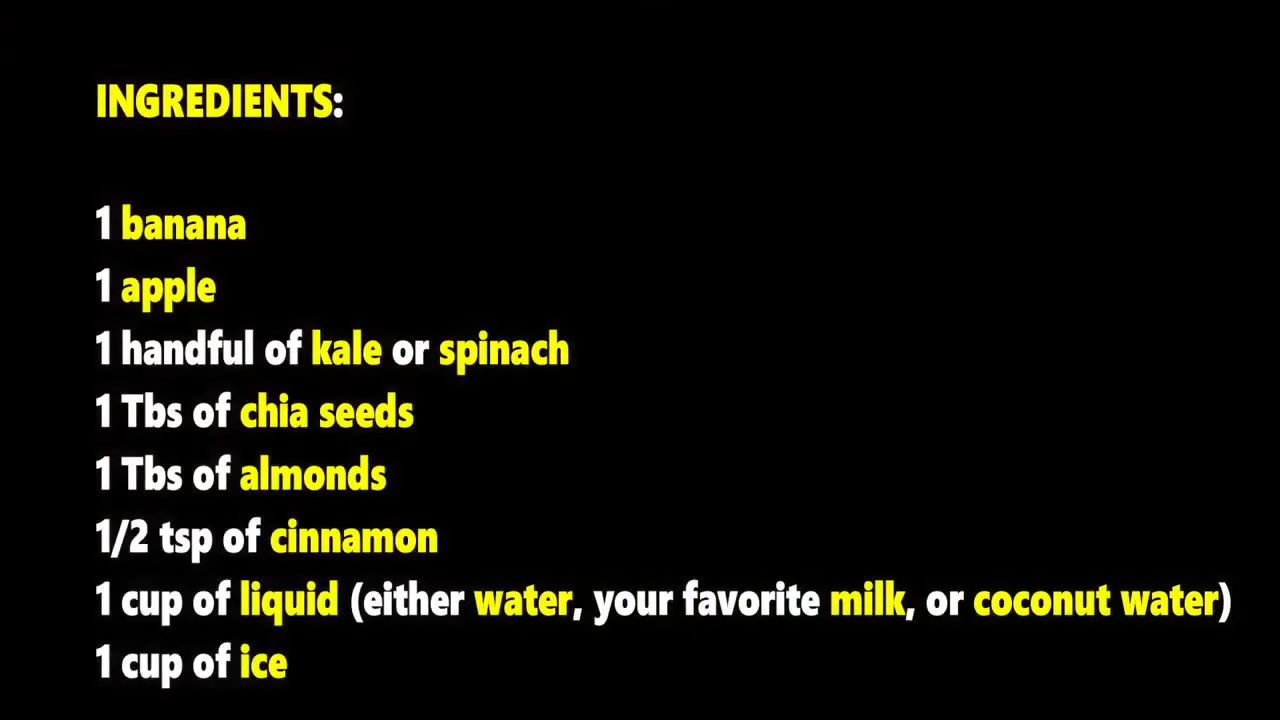 INGREDIENTS:
1 banana
1 apple
1 handful of kale or spinach
1 Tbs of chia seeds
1 Tbs of almonds
1/2 tsp of cinnamon
1 cup of liquid (either water, your favorite milk, or coconut water)
1 cup of ice